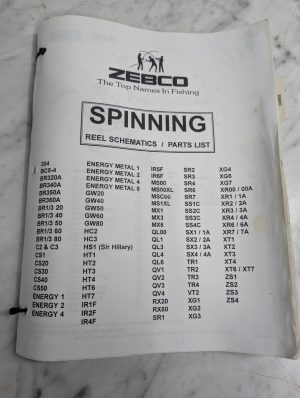 ZEBCO
The Top Names In Fishing
SPINNING
REEL SCHEMATICS / PARTS LIST
304
BCS-4
BR320A
BR340A
BR350A
BR360A
BR1/3 20
BR1/3 40
BR1/3 50
BR1/3 60
C2 & C3
CS1
CS20
CS30
CS40
CS50
ENERGY 1
ENERGY 2
ENERGY 4
ENERGY METAL 1
ENERGY METAL 2
ENERGY METAL 4
ENERGY METAL 5
GW20
GW40
GW50
GW60
GW80
HC2
HC3
HS1 (Sir Hillary)
HT1
HT2
HT3
HT4
HT5
HT6
HT7
IR1F
IR2F
IR4F
IR5F
IR6F
MS00
MS00XL
MSC00
MS1XL
MX1
MX3
MX6
QL00
QL1
QL3
QL4
QL6
QV1
QV2
QV3
QV4
RX20
RX60
SR1
SR2
SR3
SR4
SR6
SR7
SS1C
SS2C
SS3C
SS4C
SX1 / 1A
SX2 / 2A
SX3 / 3A
SX4 / 4A
TR1
TR2
TR3
TR4
VT2
XG1
XG2
XG3
XG4
XG6
XG7
XR00 / 00A
XR1 / 1A
XR2 / 2A
XR3 / 3A
XR4 / 4A
XR6 / 6A
XR7 / 7A
XT1
XT2
XT3
XT4
XT6 / XT7
ZS1
ZS2
ZS3
ZS4